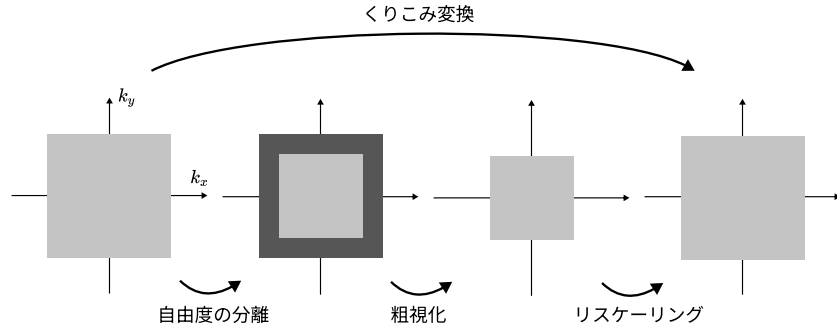 くりこみ変換
k_y
k_x
自由度の分離
粗視化
リスケーリング